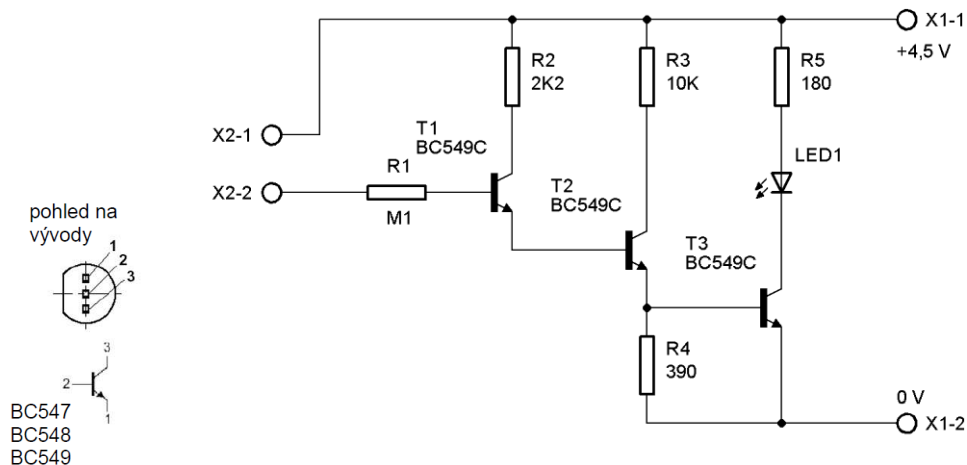 X1-1
+4,5 V
R2
2K2
R3
10K
R5
180
X2-1
T1
BC549C
R1
X2-2
M1
LED1
T2
BC549C
T3
BC549C
pohled na
vývody
1
2
3
R4
390
3
2
1
BC547
BC548
BC549
0 V
X1-2